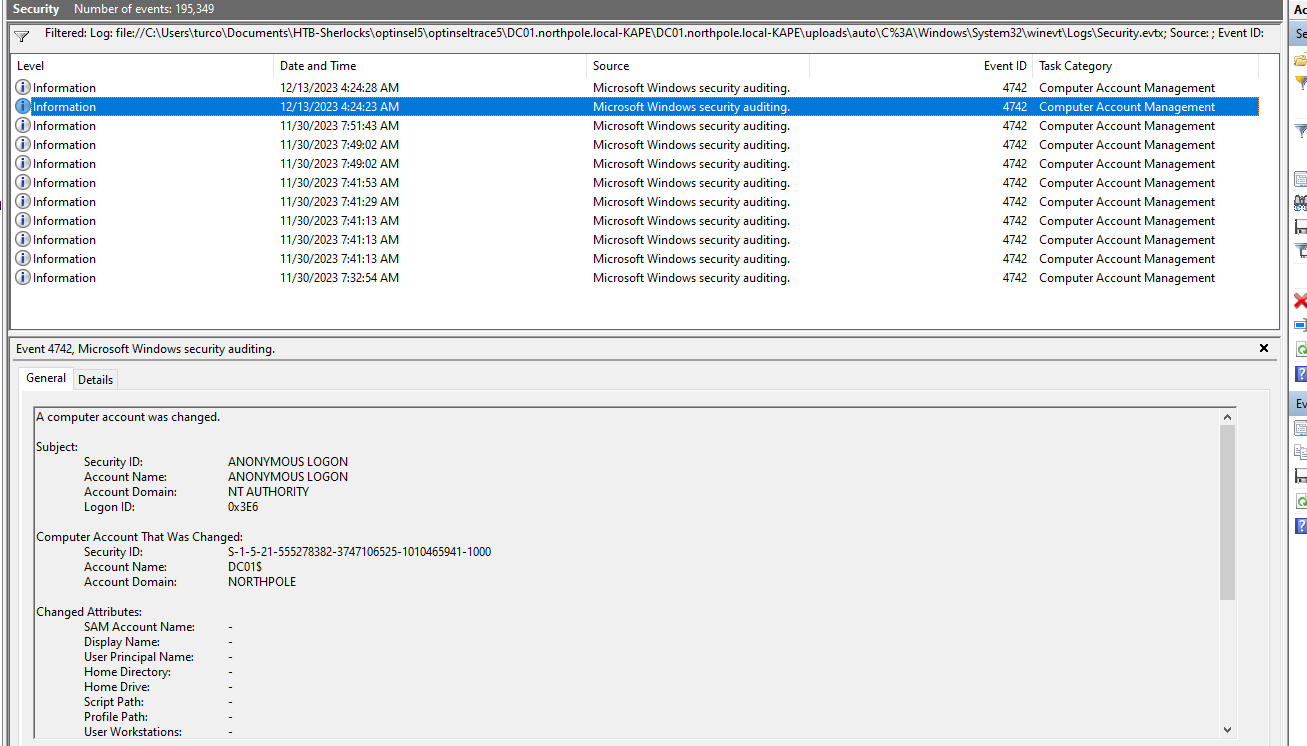 Security Number of events: 195,349
Ac
Filtered: Log: file://C:\Users\turco\Documents\HTB-Sherlocks\optinsel5\optinseltrace5\DC01.northpole.local-KAPE\DC01.northpole.local-KAPE\uploads\auto\C%3A\Windows\System32\winevt\Logs\Security.evtx; Source: ; Event ID:
Se
Level Date and Time Source Event ID Task Category
Information 12/13/2023 4:24:28 AM Microsoft Windows security auditing. 4742 Computer Account Management
Information 12/13/2023 4:24:23 AM Microsoft Windows security auditing. 4742 Computer Account Management
Information 11/30/2023 7:51:43 AM Microsoft Windows security auditing. 4742 Computer Account Management
Information 11/30/2023 7:49:02 AM Microsoft Windows security auditing. 4742 Computer Account Management
Information 11/30/2023 7:49:02 AM Microsoft Windows security auditing. 4742 Computer Account Management
Information 11/30/2023 7:41:53 AM Microsoft Windows security auditing. 4742 Computer Account Management
Information 11/30/2023 7:41:29 AM Microsoft Windows security auditing. 4742 Computer Account Management
Information 11/30/2023 7:41:13 AM Microsoft Windows security auditing. 4742 Computer Account Management
Information 11/30/2023 7:41:13 AM Microsoft Windows security auditing. 4742 Computer Account Management
Information 11/30/2023 7:41:13 AM Microsoft Windows security auditing. 4742 Computer Account Management
Information 11/30/2023 7:32:54 AM Microsoft Windows security auditing. 4742 Computer Account Management
Event 4742, Microsoft Windows security auditing.
General Details
Ev
A computer account was changed.
Subject:
Security ID: ANONYMOUS LOGON
Account Name: ANONYMOUS LOGON
Account Domain: NT AUTHORITY
Logon ID: 0x3E6
Computer Account That Was Changed:
Security ID: S-1-5-21-555278382-3747106525-1010465941-1000
Account Name: DC01$
Account Domain: NORTHPOLE
Changed Attributes:
SAM Account Name: -
Display Name: -
User Principal Name: -
Home Directory: -
Home Drive: -
Script Path: -
Profile Path: -
User Workstations: -